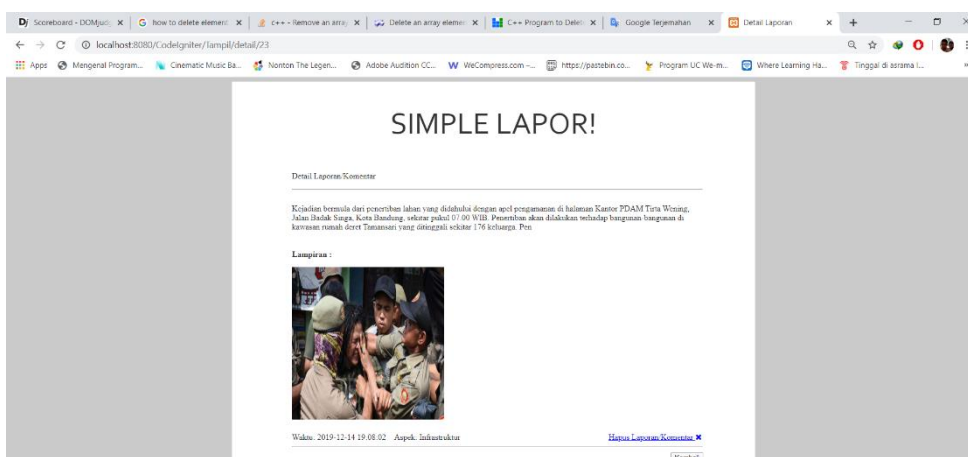 Scoreboard - DOMjud
how to delete element
c++ - Remove an array
Delete an array elemen
C++ Program to Delet
Google Terjemahan
Detail Laporan
localhost:8080/CodeIgniter/Tampil/detail/23
Apps
Mengenal Program...
Cinematic Music Ba...
Nonton The Legen...
Adobe Audition CC...
WeCompress.com –...
https://pastebin.co...
Program UC We-m...
Where Learning Ha...
Tinggal di asrama l...
SIMPLE LAPOR!
Detail Laporan/Komentar
Kejadian bermula dari penertiban lahan yang didahului dengan apel pengamanan di halaman Kantor PDAM Tirta Wening,
Jalan Badak Singa, Kota Bandung, sekitar pukul 07.00 WIB. Penertiban akan dilakukan terhadap bangunan bangunan di
kawasan rumah deret Tamansari yang ditinggali sekitar 176 keluarga. Pen
Lampiran :
Waktu: 2019-12-14 19:08:02 Aspek: Infrastruktur
Hapus Laporan/Komentar